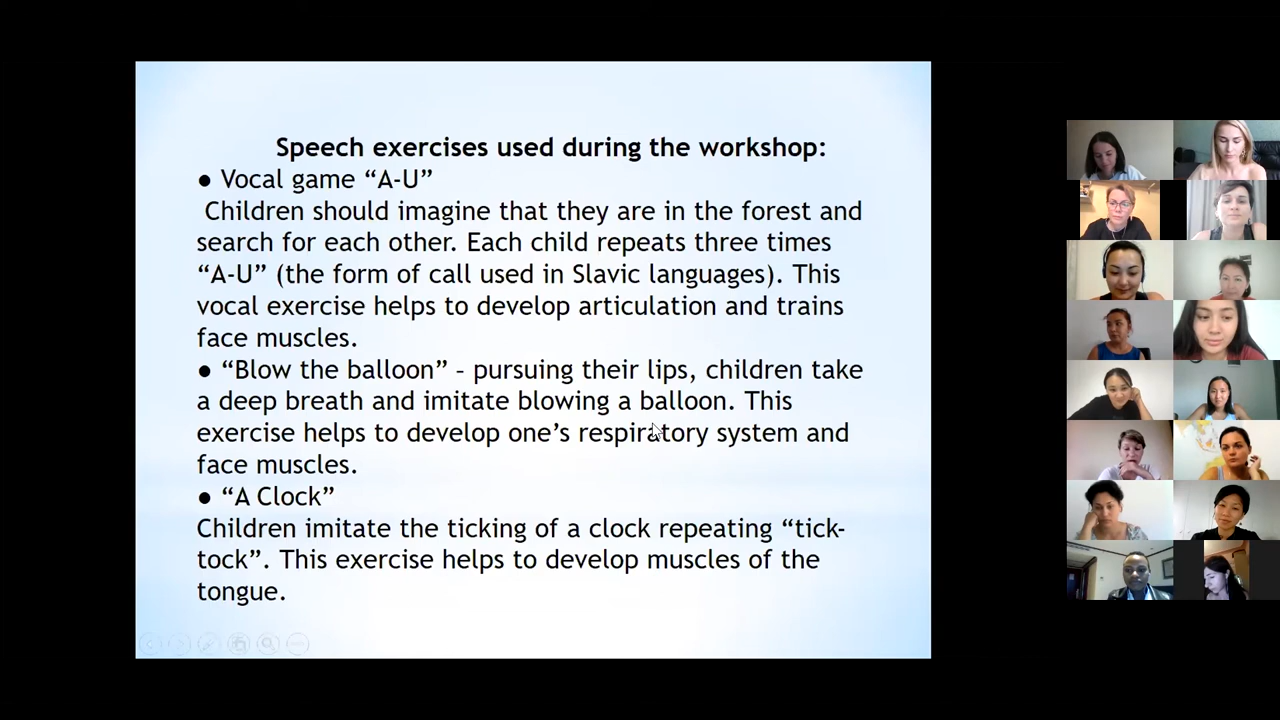 Speech exercises used during the workshop:
● Vocal game “A-U”
Children should imagine that they are in the forest and
search for each other. Each child repeats three times
“A-U” (the form of call used in Slavic languages). This
vocal exercise helps to develop articulation and trains
face muscles.
● “Blow the balloon” – pursuing their lips, children take
a deep breath and imitate blowing a balloon. This
exercise helps to develop one’s respiratory system and
face muscles.
● “A Clock”
Children imitate the ticking of a clock repeating “tick-
tock”. This exercise helps to develop muscles of the
tongue.